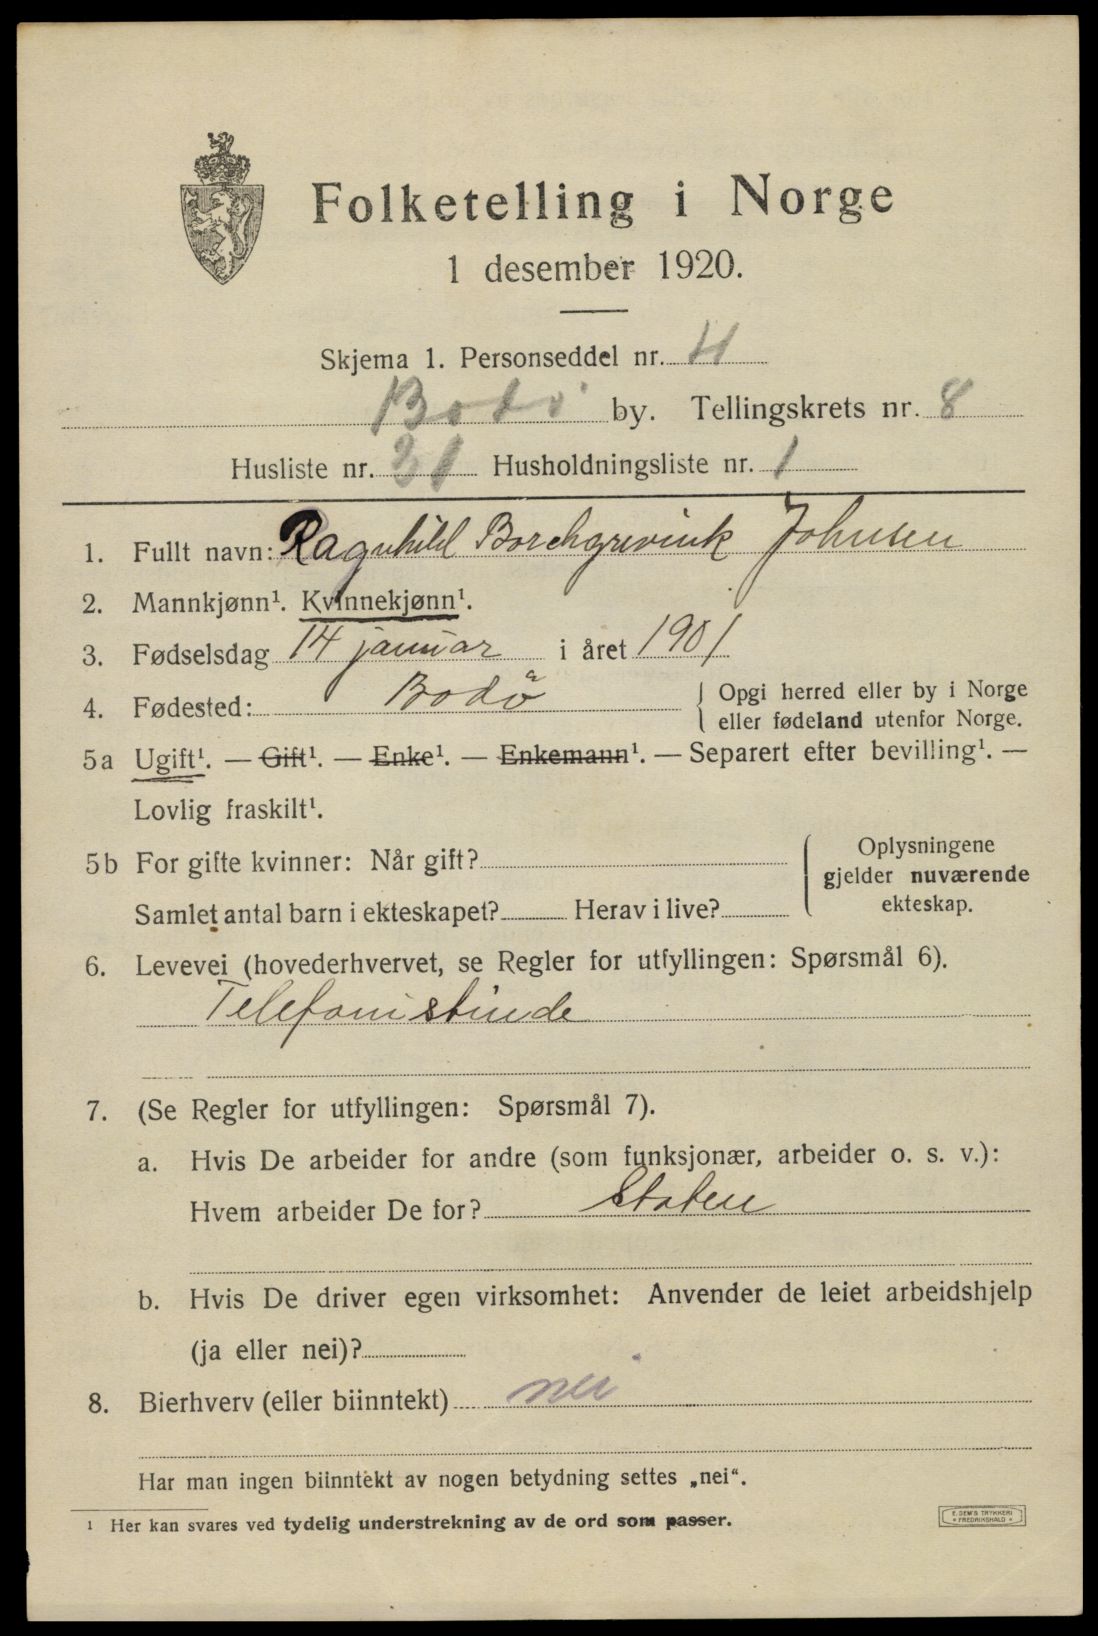 Folketelling i Norge
1 desember 1920.
Skjema 1. Personseddel nr. 4
Bodø by. Tellingskrets nr. 8
Husliste nr. 21 Husholdningsliste nr. 1
1. Fullt navn: Ragnhild Borchgrevink Johnsen
2. Mannkjønn¹. Kvinnekjønn¹.
3. Fødselsdag 14 januar i året 1901
4. Fødested: Bodø { Opgi herred eller by i Norge
eller fødeland utenfor Norge.
5a Ugift¹. — Gift¹. — Enke¹. — Enkemann¹. — Separert efter bevilling¹. —
Lovlig fraskilt¹.
5b For gifte kvinner: Når gift?
Samlet antal barn i ekteskapet? Herav i live?
{ Oplysningene
gjelder nuværende
ekteskap.
6. Levevei (hovederhvervet, se Regler for utfyllingen: Spørsmål 6).
Telefonistinde
7. (Se Regler for utfyllingen: Spørsmål 7).
a. Hvis De arbeider for andre (som funksjonær, arbeider o. s. v.):
Hvem arbeider De for? Staten
b. Hvis De driver egen virksomhet: Anvender de leiet arbeidshjelp
(ja eller nei)?
8. Bierhverv (eller biinntekt) nei
Har man ingen biinntekt av nogen betydning settes „nei“.
¹ Her kan svares ved tydelig understrekning av de ord som passer.
E. SEM'S TRYKKERI
* FREDRIKSHALD *